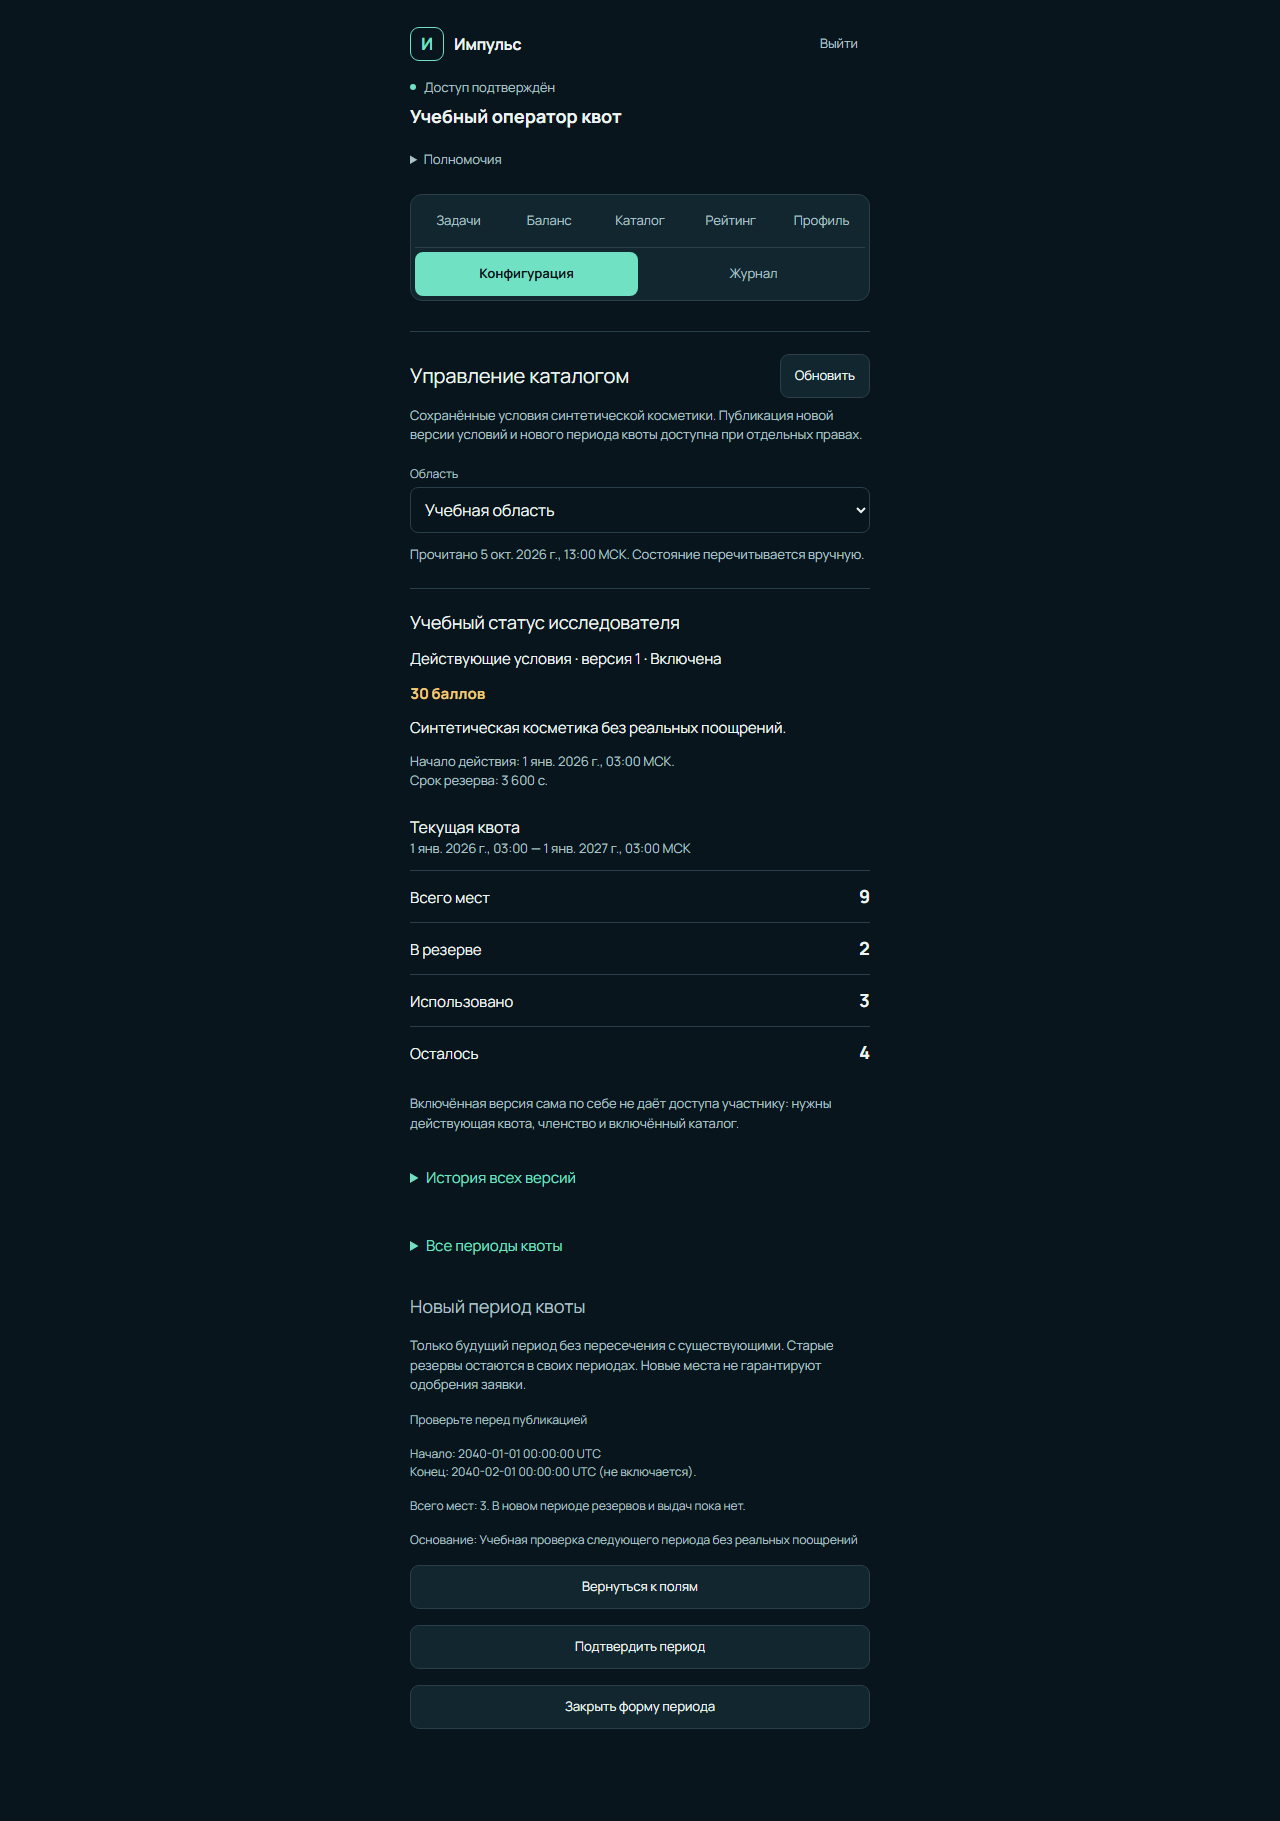 И Импульс Выйти
Доступ подтверждён
Учебный оператор квот
Полномочия
Задачи Баланс Каталог Рейтинг Профиль
Конфигурация Журнал
Управление каталогом Обновить
Сохранённые условия синтетической косметики. Публикация новой
версии условий и нового периода квоты доступна при отдельных правах.
Область
Учебная область
Прочитано 5 окт. 2026 г., 13:00 МСК. Состояние перечитывается вручную.
Учебный статус исследователя
Действующие условия · версия 1 · Включена
30 баллов
Синтетическая косметика без реальных поощрений.
Начало действия: 1 янв. 2026 г., 03:00 МСК.
Срок резерва: 3 600 с.
Текущая квота
1 янв. 2026 г., 03:00 — 1 янв. 2027 г., 03:00 МСК
Всего мест 9
В резерве 2
Использовано 3
Осталось 4
Включённая версия сама по себе не даёт доступа участнику: нужны
действующая квота, членство и включённый каталог.
История всех версий
Все периоды квоты
Новый период квоты
Только будущий период без пересечения с существующими. Старые
резервы остаются в своих периодах. Новые места не гарантируют
одобрения заявки.
Проверьте перед публикацией
Начало: 2040-01-01 00:00:00 UTC
Конец: 2040-02-01 00:00:00 UTC (не включается).
Всего мест: 3. В новом периоде резервов и выдач пока нет.
Основание: Учебная проверка следующего периода без реальных поощрений
Вернуться к полям
Подтвердить период
Закрыть форму периода